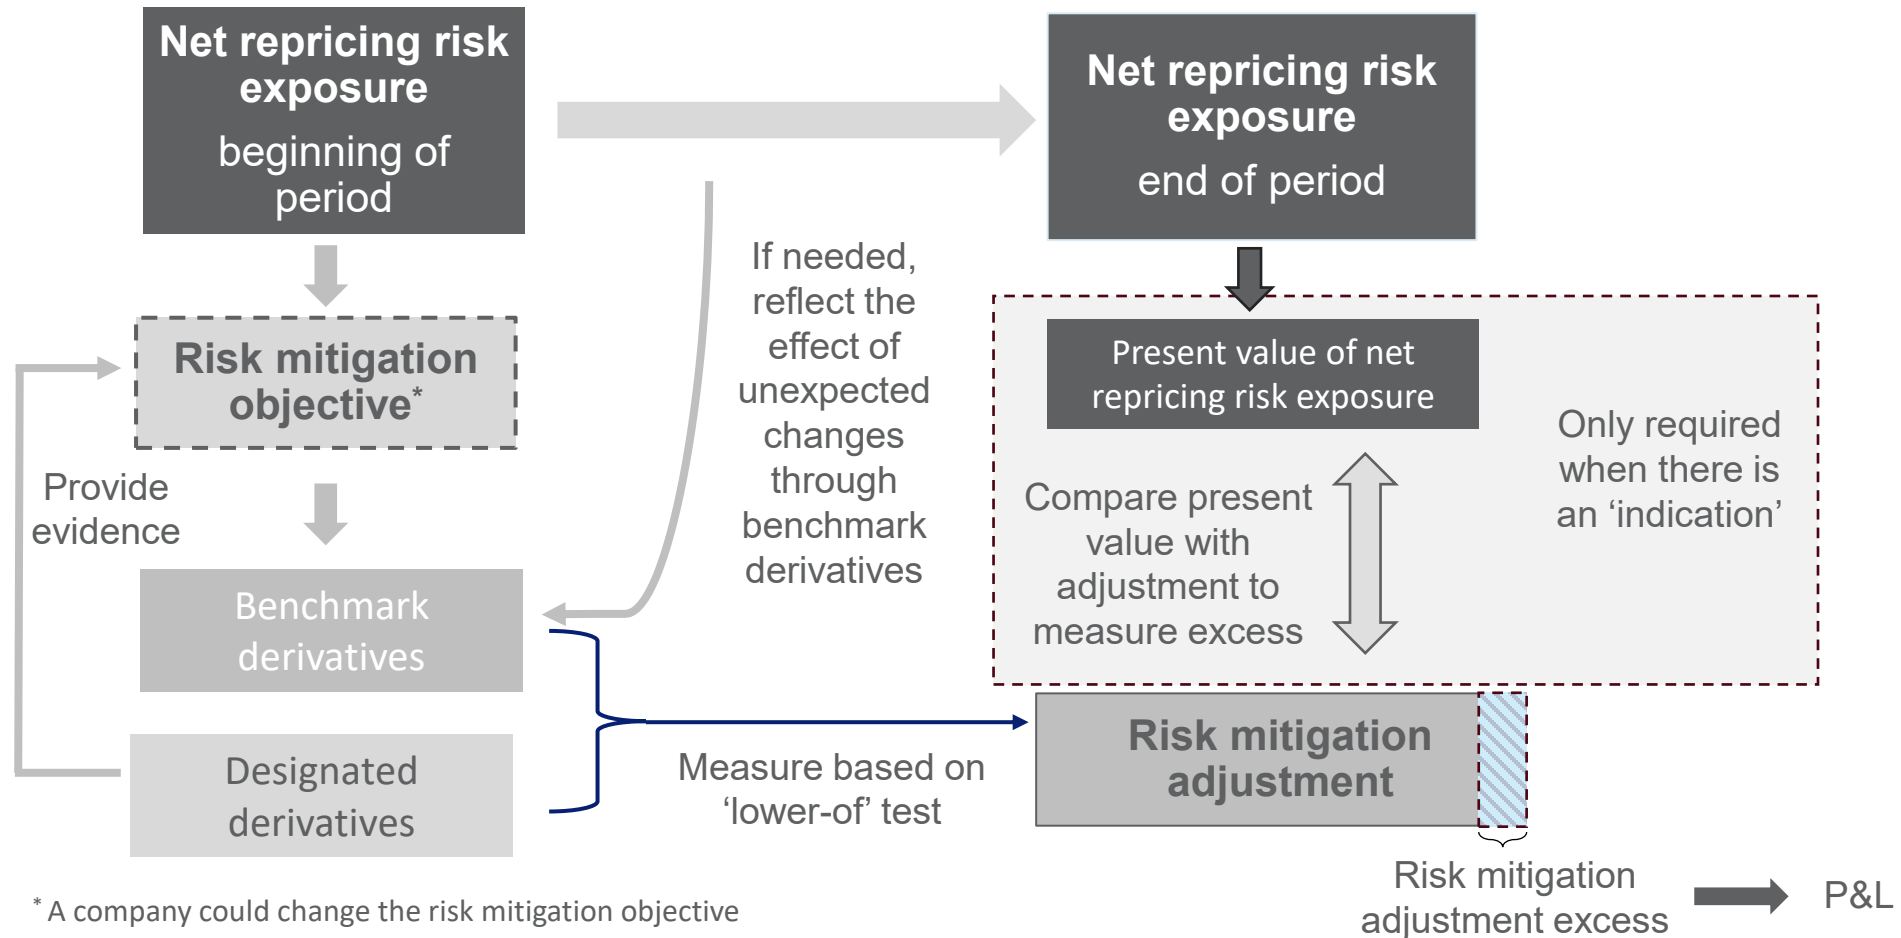 Net repricing risk
exposure
beginning of
period
Net repricing risk
exposure
end of period
If needed,
reflect the
effect of
unexpected
changes
through
benchmark
derivatives
Risk mitigation
objective*
Provide
evidence
Present value of net
repricing risk exposure
Only required
when there is
an ‘indication’
Compare present
value with
adjustment to
measure excess
Benchmark
derivatives
Designated
derivatives
Measure based on
‘lower-of’ test
Risk mitigation
adjustment
Risk mitigation
adjustment excess
P&L
* A company could change the risk mitigation objective